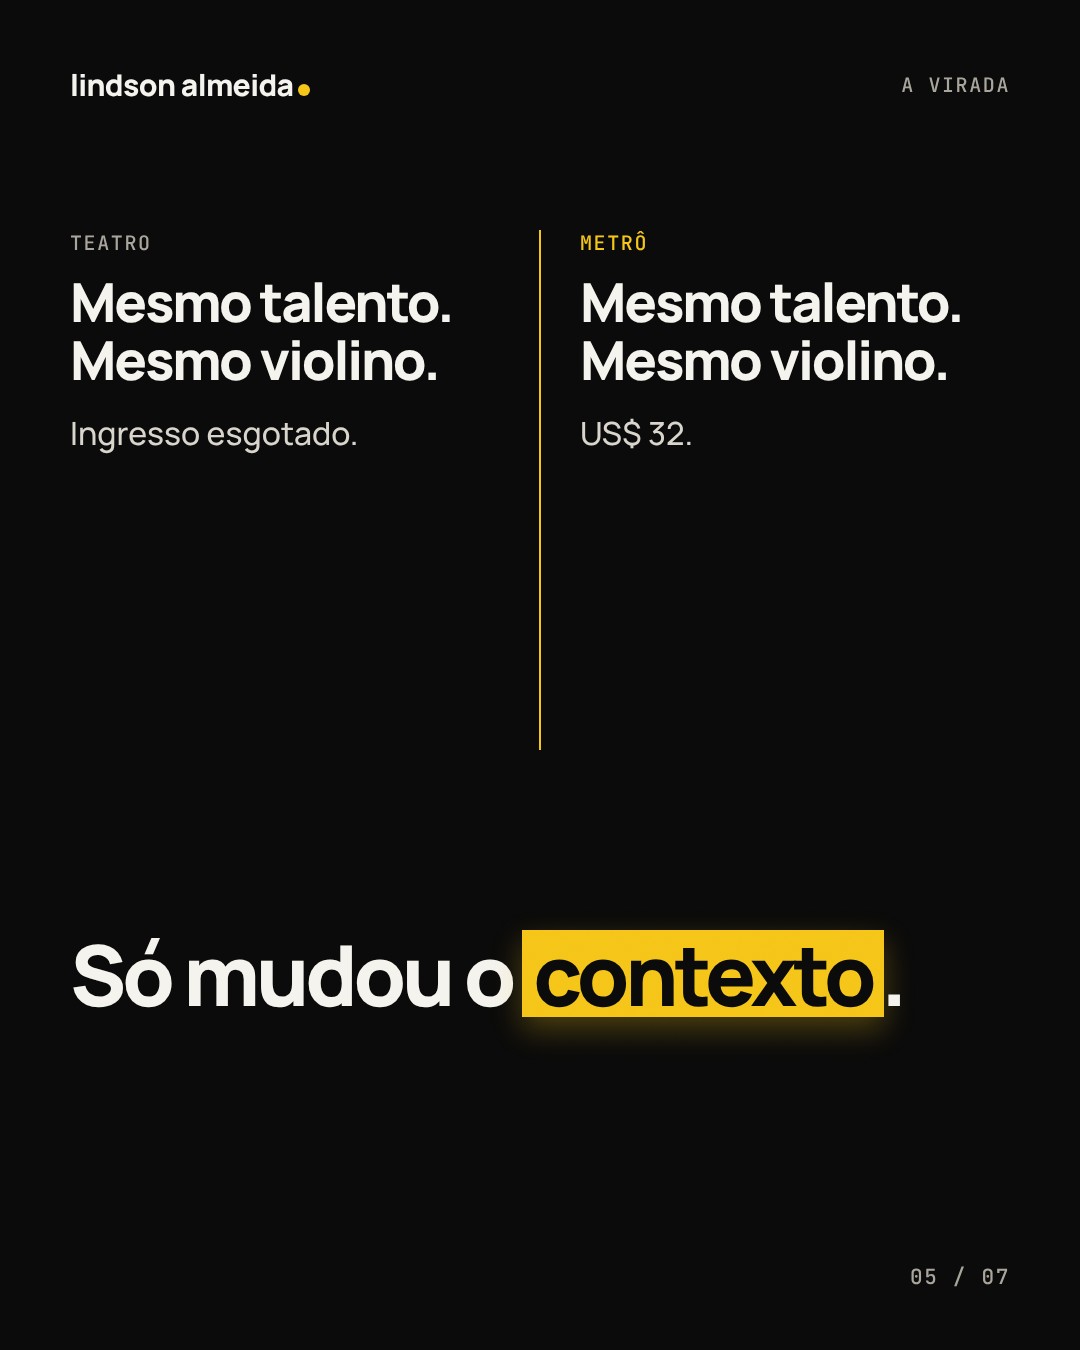 lindson almeida
A VIRADA
TEATRO
Mesmo talento.
Mesmo violino.
Ingresso esgotado.
METRÔ
Mesmo talento.
Mesmo violino.
US$ 32.
Só mudou o contexto.
05 / 07